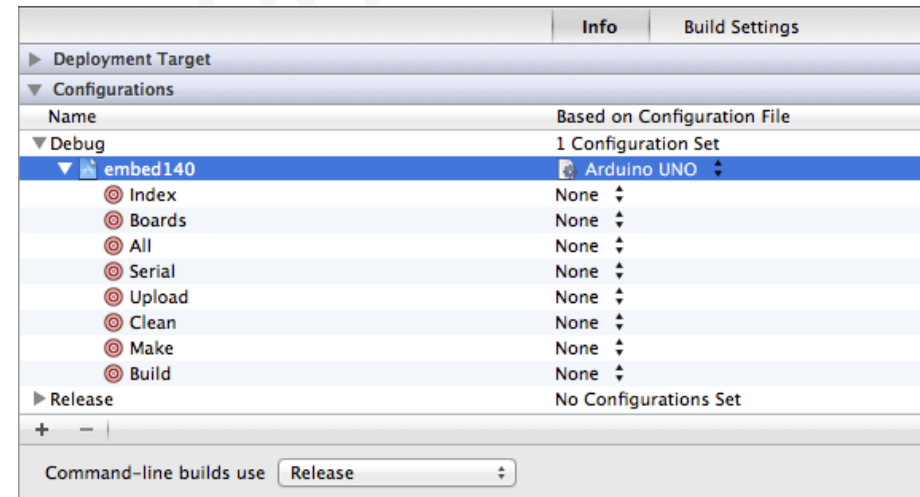 Info Build Settings
Deployment Target
Configurations
Name Based on Configuration File
Debug 1 Configuration Set
embed140 Arduino UNO
Index None
Boards None
All None
Serial None
Upload None
Clean None
Make None
Build None
Release No Configurations Set
+ −
Command-line builds use Release